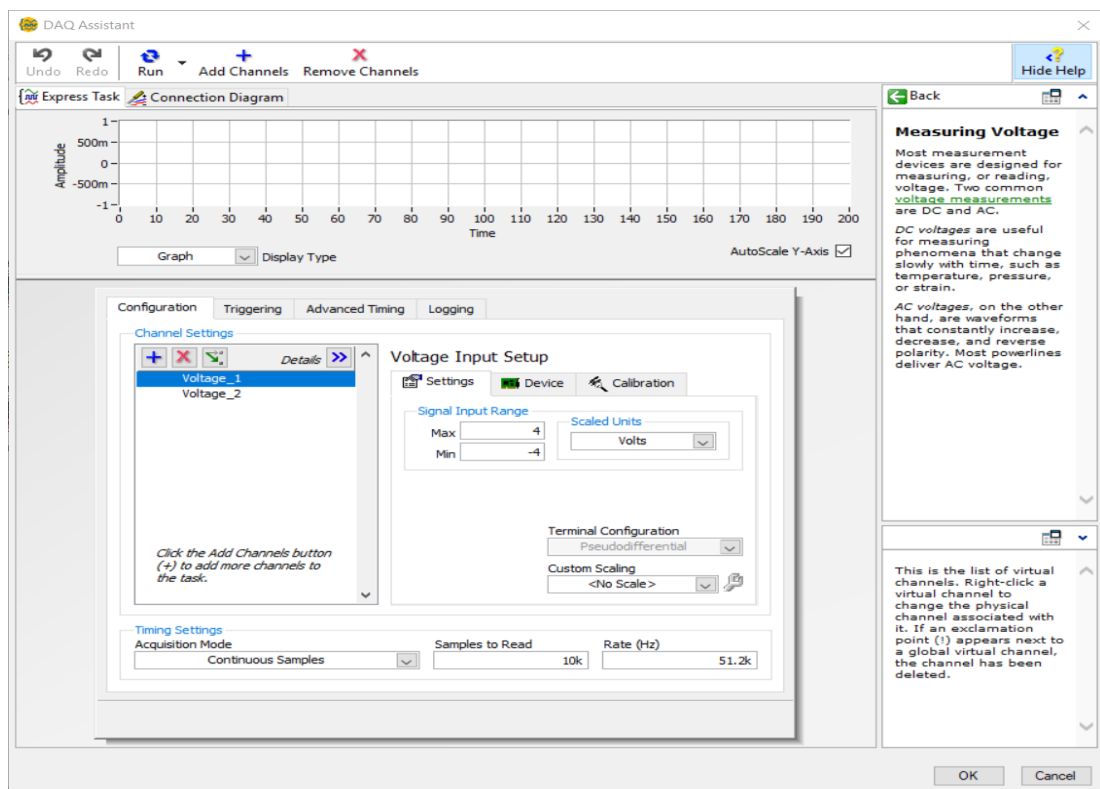 DAQ Assistant
Undo Redo Run Add Channels Remove Channels Hide Help
Express Task Connection Diagram
1
500m
0
-500m
-1
Amplitude
0 10 20 30 40 50 60 70 80 90 100 110 120 130 140 150 160 170 180 190 200
Time
Graph Display Type
AutoScale Y-Axis
Configuration Triggering Advanced Timing Logging
Channel Settings
Details
Voltage_1
Voltage_2
Click the Add Channels button
(+) to add more channels to
the task.
Voltage Input Setup
Settings Device Calibration
Signal Input Range
Max 4
Min -4
Scaled Units
Volts
Terminal Configuration
Pseudodifferential
Custom Scaling
<No Scale>
Timing Settings
Acquisition Mode Samples to Read Rate (Hz)
Continuous Samples 10k 51.2k
Back
Measuring Voltage
Most measurement
devices are designed for
measuring, or reading,
voltage. Two common
voltage measurements
are DC and AC.
DC voltages are useful
for measuring
phenomena that change
slowly with time, such as
temperature, pressure,
or strain.
AC voltages, on the other
hand, are waveforms
that constantly increase,
decrease, and reverse
polarity. Most powerlines
deliver AC voltage.
This is the list of virtual
channels. Right-click a
virtual channel to
change the physical
channel associated with
it. If an exclamation
point (!) appears next to
a global virtual channel,
the channel has been
deleted.
OK Cancel